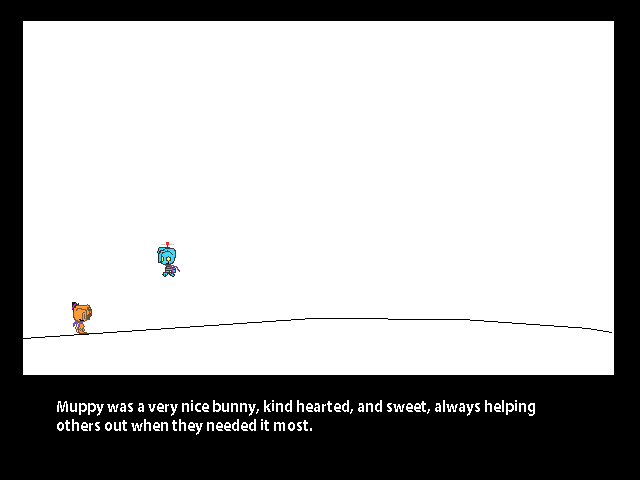 Muppy was a very nice bunny, kind hearted, and sweet, always helping
others out when they needed it most.